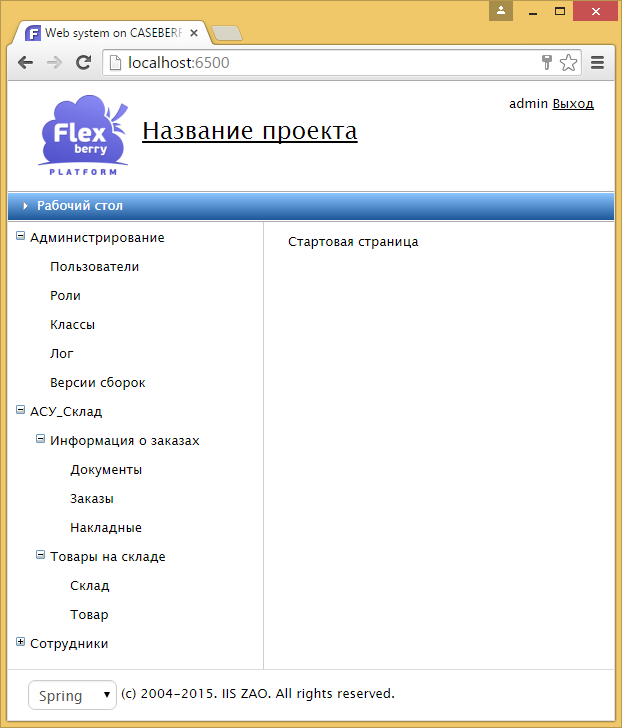 Web system on CASEBERR
localhost:6500
Flex
berry
PLATFORM
Название проекта
admin Выход
Рабочий стол
Администрирование
Пользователи
Роли
Классы
Лог
Версии сборок
АСУ_Склад
Информация о заказах
Документы
Заказы
Накладные
Товары на складе
Склад
Товар
Сотрудники
Стартовая страница
Spring (c) 2004-2015. IIS ZAO. All rights reserved.